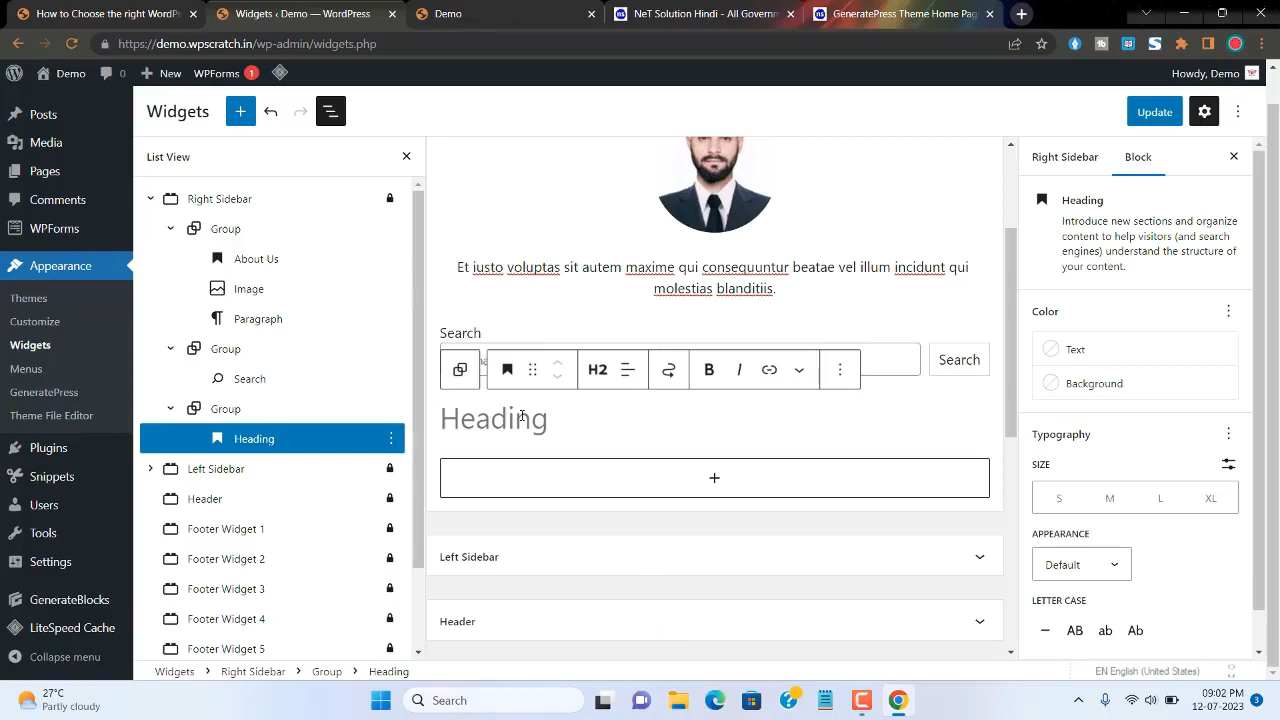 Choose the right WordP
Widgets ‹ Demo — WordPress
Demo
NeT Solution Hindi - All Governm
GeneratePress Theme Home Pag
https://demo.wpscratch.in/wp-admin/widgets.php
Demo
0
New
WPForms 1
Howdy, Demo
Posts
Media
Pages
Comments
WPForms
Appearance
Themes
Customize
Widgets
Menus
GeneratePress
Theme File Editor
Plugins
Snippets
Users
Tools
Settings
GenerateBlocks
LiteSpeed Cache
Collapse menu
Widgets
Update
List View
Right Sidebar
Group
About Us
Image
Paragraph
Group
Search
Group
Heading
Left Sidebar
Header
Footer Widget 1
Footer Widget 2
Footer Widget 3
Footer Widget 4
Footer Widget 5
Et iusto voluptas sit autem maxime qui consequuntur beatae vel illum incidunt qui
molestias blanditiis.
Search
Search
H2
B
I
Heading
Left Sidebar
Header
Right Sidebar
Block
Heading
Introduce new sections and organize
content to help visitors (and search
engines) understand the structure of
your content.
Color
Text
Background
Typography
SIZE
S M L XL
APPEARANCE
Default
LETTER CASE
AB ab Ab
Widgets › Right Sidebar › Group › Heading
EN English (United States)
27°C
Partly cloudy
Search
09:02 PM
12-07-2023
3